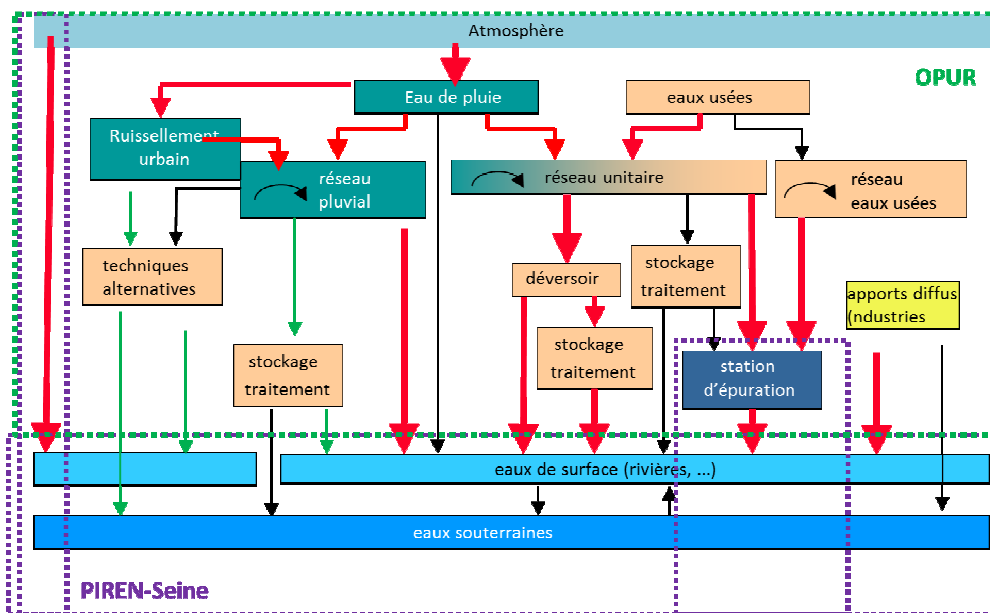 Atmosphère
OPUR
Eau de pluie
eaux usées
Ruissellement
urbain
réseau
pluvial
réseau unitaire
réseau
eaux usées
techniques
alternatives
déversoir
stockage
traitement
apports diffus
(ndustries
stockage
traitement
stockage
traitement
station
d'épuration
eaux de surface (rivières, ...)
eaux souterraines
PIREN-Seine